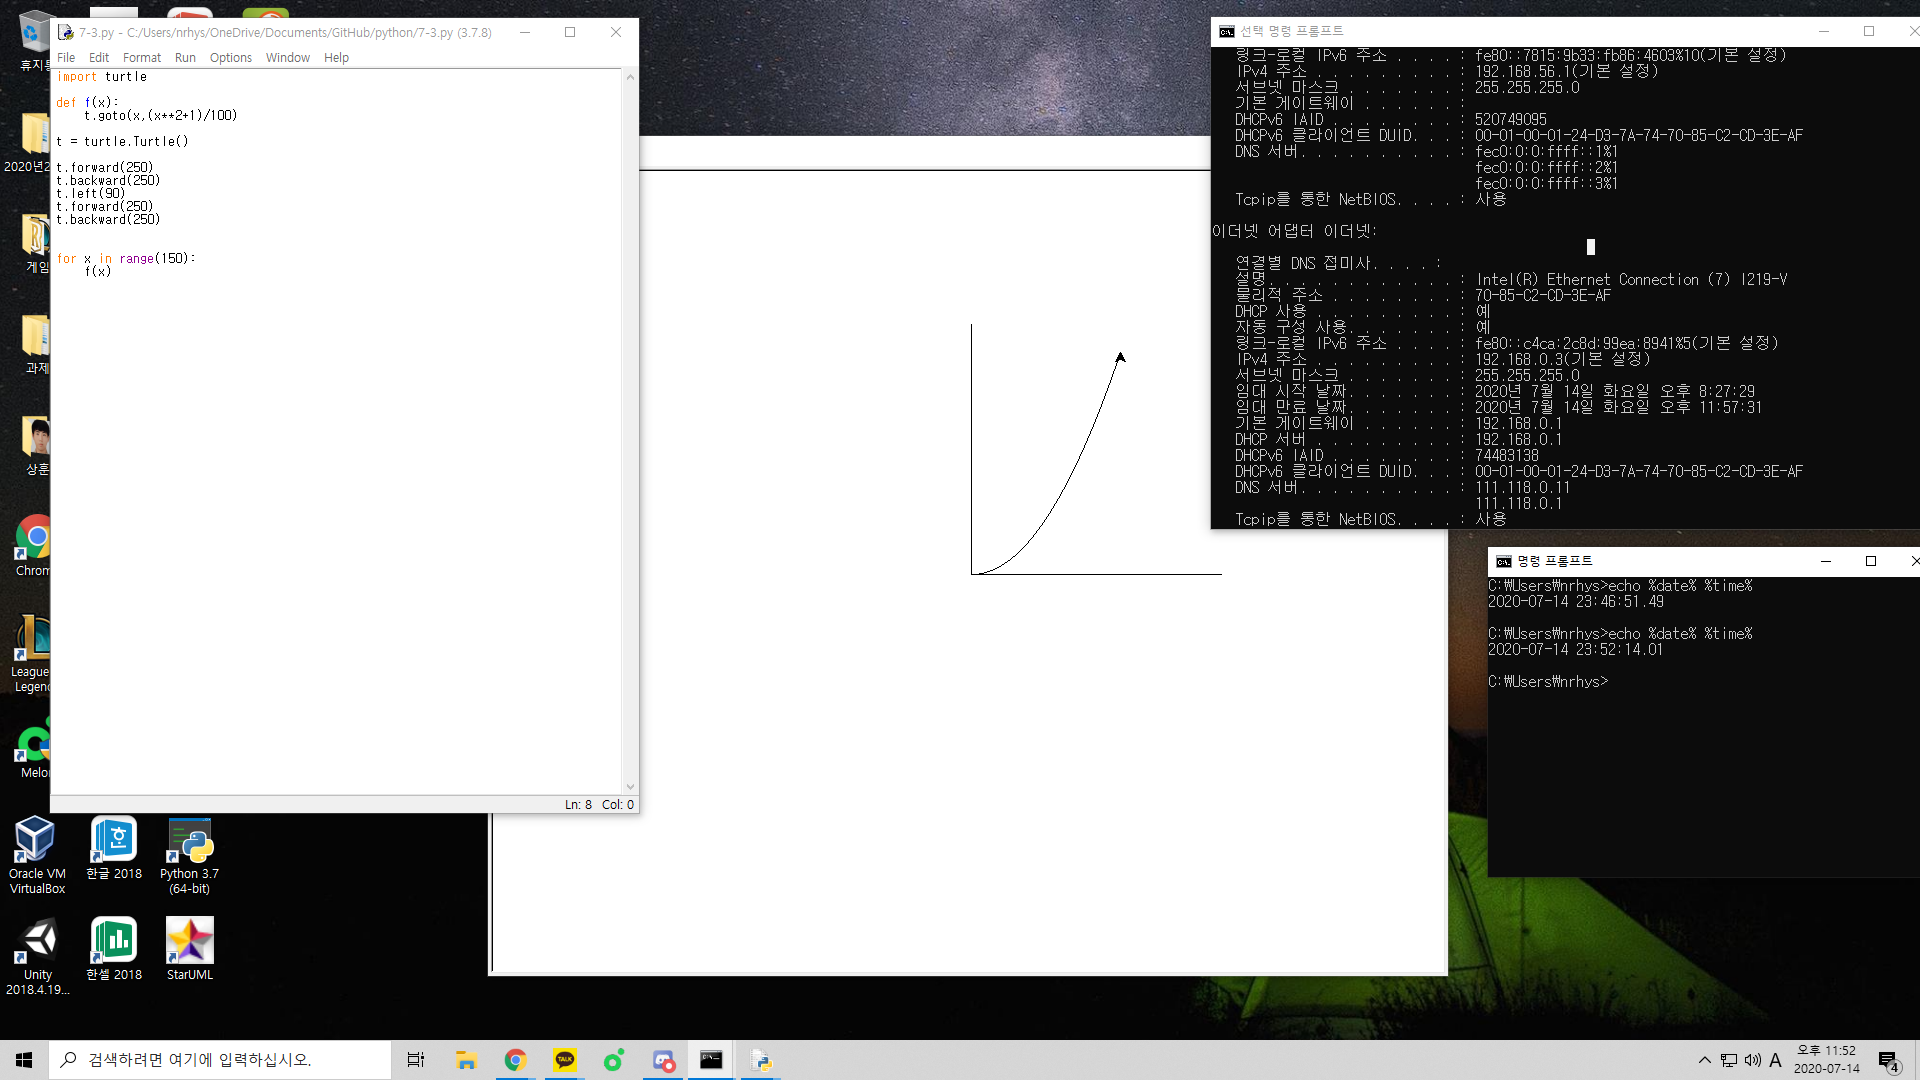 7-3.py - C:/Users/nrhys/OneDrive/Documents/GitHub/python/7-3.py (3.7.8)
File Edit Format Run Options Window Help
import turtle
def f(x):
    t.goto(x,(x**2+1)/100)
t = turtle.Turtle()
t.forward(250)
t.backward(250)
t.left(90)
t.forward(250)
t.backward(250)
for x in range(150):
    f(x)
Ln: 8 Col: 0
선택 명령 프롬프트
링크-로컬 IPv6 주소 . . . . : fe80::7815:9b33:fb86:4603%10(기본 설정)
IPv4 주소 . . . . . . . . . : 192.168.56.1(기본 설정)
서브넷 마스크 . . . . . . . : 255.255.255.0
기본 게이트웨이 . . . . . . :
DHCPv6 IAID . . . . . . . . : 520749095
DHCPv6 클라이언트 DUID. . . : 00-01-00-01-24-D3-7A-74-70-85-C2-CD-3E-AF
DNS 서버. . . . . . . . . . : fec0:0:0:ffff::1%1
fec0:0:0:ffff::2%1
fec0:0:0:ffff::3%1
Tcpip를 통한 NetBIOS. . . . : 사용
이더넷 어댑터 이더넷:
연결별 DNS 접미사. . . . :
설명. . . . . . . . . . . . : Intel(R) Ethernet Connection (7) I219-V
물리적 주소 . . . . . . . . : 70-85-C2-CD-3E-AF
DHCP 사용 . . . . . . . . . : 예
자동 구성 사용. . . . . . . : 예
링크-로컬 IPv6 주소 . . . . : fe80::c4ca:2c8d:99ea:8941%5(기본 설정)
IPv4 주소 . . . . . . . . . : 192.168.0.3(기본 설정)
서브넷 마스크 . . . . . . . : 255.255.255.0
임대 시작 날짜. . . . . . . : 2020년 7월 14일 화요일 오후 8:27:29
임대 만료 날짜. . . . . . . : 2020년 7월 14일 화요일 오후 11:57:31
기본 게이트웨이 . . . . . . : 192.168.0.1
DHCP 서버 . . . . . . . . . : 192.168.0.1
DHCPv6 IAID . . . . . . . . : 74483138
DHCPv6 클라이언트 DUID. . . : 00-01-00-01-24-D3-7A-74-70-85-C2-CD-3E-AF
DNS 서버. . . . . . . . . . : 111.118.0.11
111.118.0.1
Tcpip를 통한 NetBIOS. . . . : 사용
명령 프롬프트
C:₩Users₩nrhys>echo %date% %time%
2020-07-14 23:46:51.49
C:₩Users₩nrhys>echo %date% %time%
2020-07-14 23:52:14.01
C:₩Users₩nrhys>
휴지통
2020년2
게임
과제
상훈
Chrom
League
Legen
Melo
Oracle VM
VirtualBox
한글 2018
Python 3.7
(64-bit)
Unity
2018.4.19...
한셀 2018
StarUML
검색하려면 여기에 입력하십시오.
TALK
A
오후 11:52
2020-07-14
4